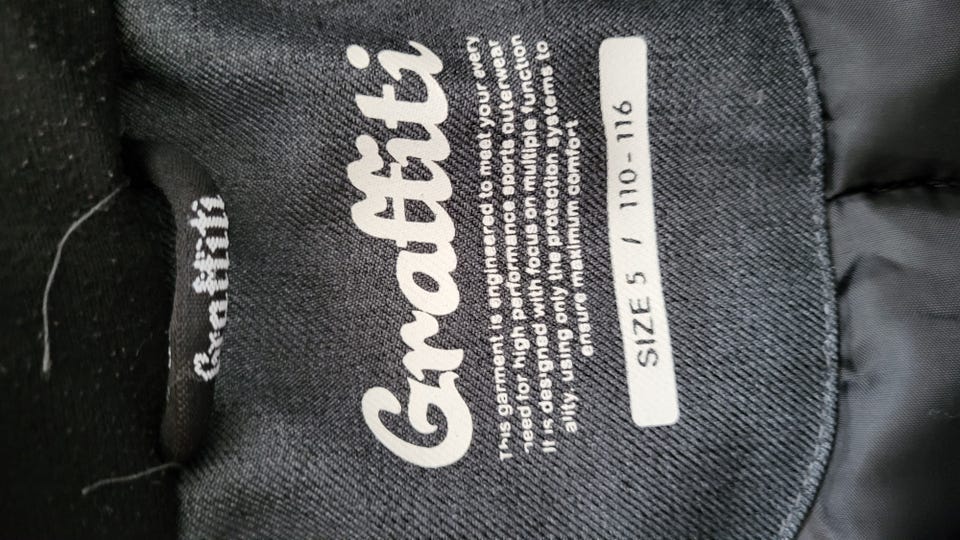 Graffiti
Graffiti
This garment is engineered to meet your every
need for high performance sports outerwear
It is designed with focus on multiple function
ality, using only the protection systems to
ensure maximum comfort
SIZE 5 / 110-116